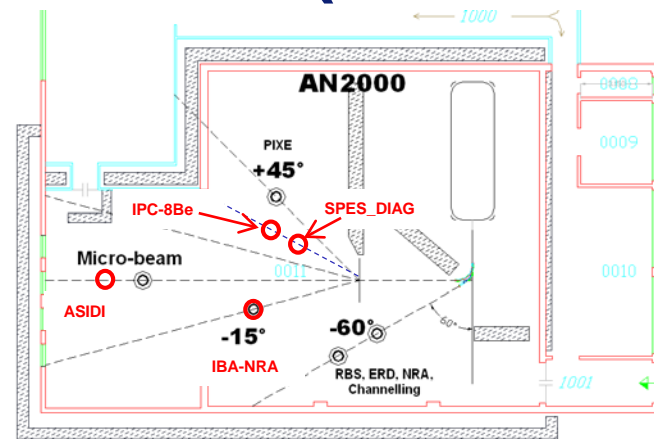 1000
AN2000
0008
PIXE
+45°
0009
IPC-8Be
SPES_DIAG
Micro-beam
0011
0010
ASIDI
-15°
-60°
60°
IBA-NRA
RBS, ERD, NRA,
Channelling
1001